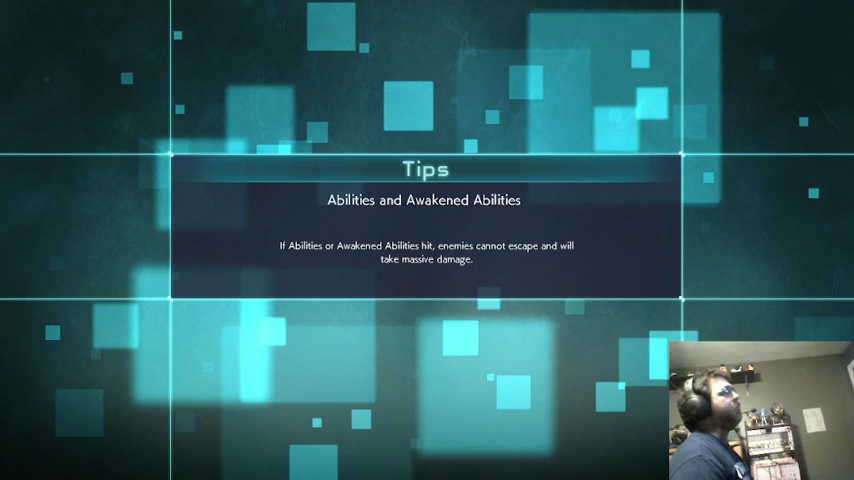 Tips
Abilities and Awakened Abilities
If Abilities or Awakened Abilities hit, enemies cannot escape and will
take massive damage.